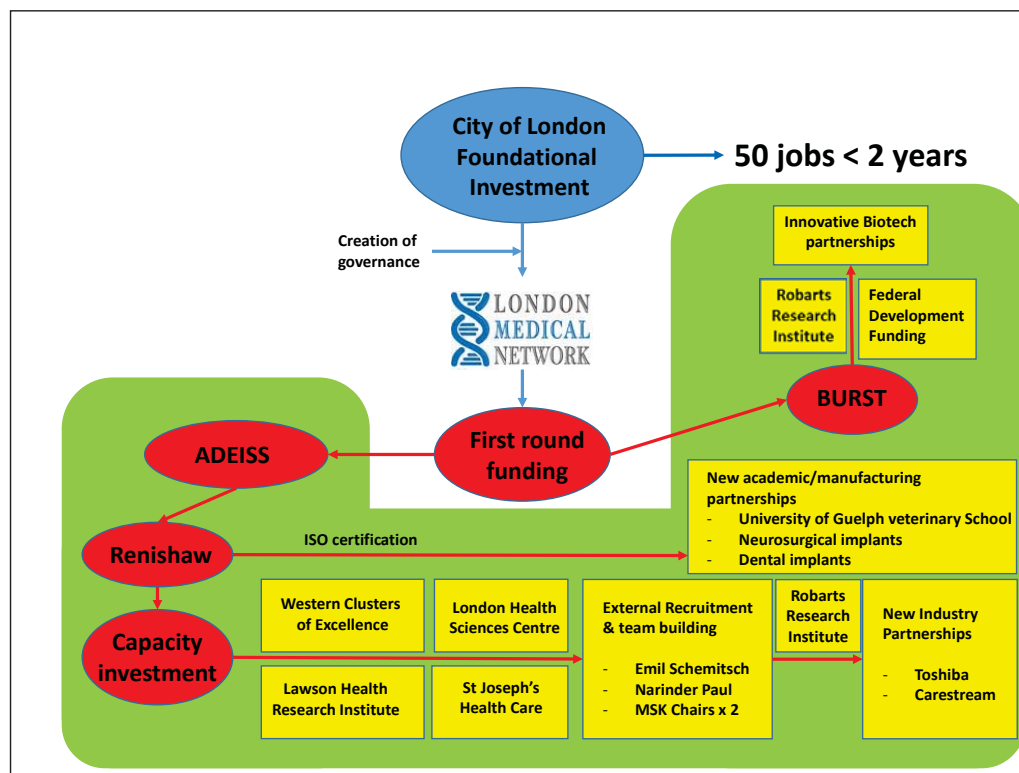 City of London
Foundational
Investment
50 jobs < 2 years
Creation of
governance
LONDON
MEDICAL
NETWORK
Innovative Biotech
partnerships
Robarts
Research
Institute
Federal
Development
Funding
BURST
First round
funding
ADEISS
Renishaw
ISO certification
New academic/manufacturing
partnerships
- University of Guelph veterinary School
- Neurosurgical implants
- Dental implants
Capacity
investment
Western Clusters
of Excellence
London Health
Sciences Centre
Lawson Health
Research Institute
St Joseph's
Health Care
External Recruitment
& team building
- Emil Schemitsch
- Narinder Paul
- MSK Chairs x 2
Robarts
Research
Institute
New Industry
Partnerships
- Toshiba
- Carestream